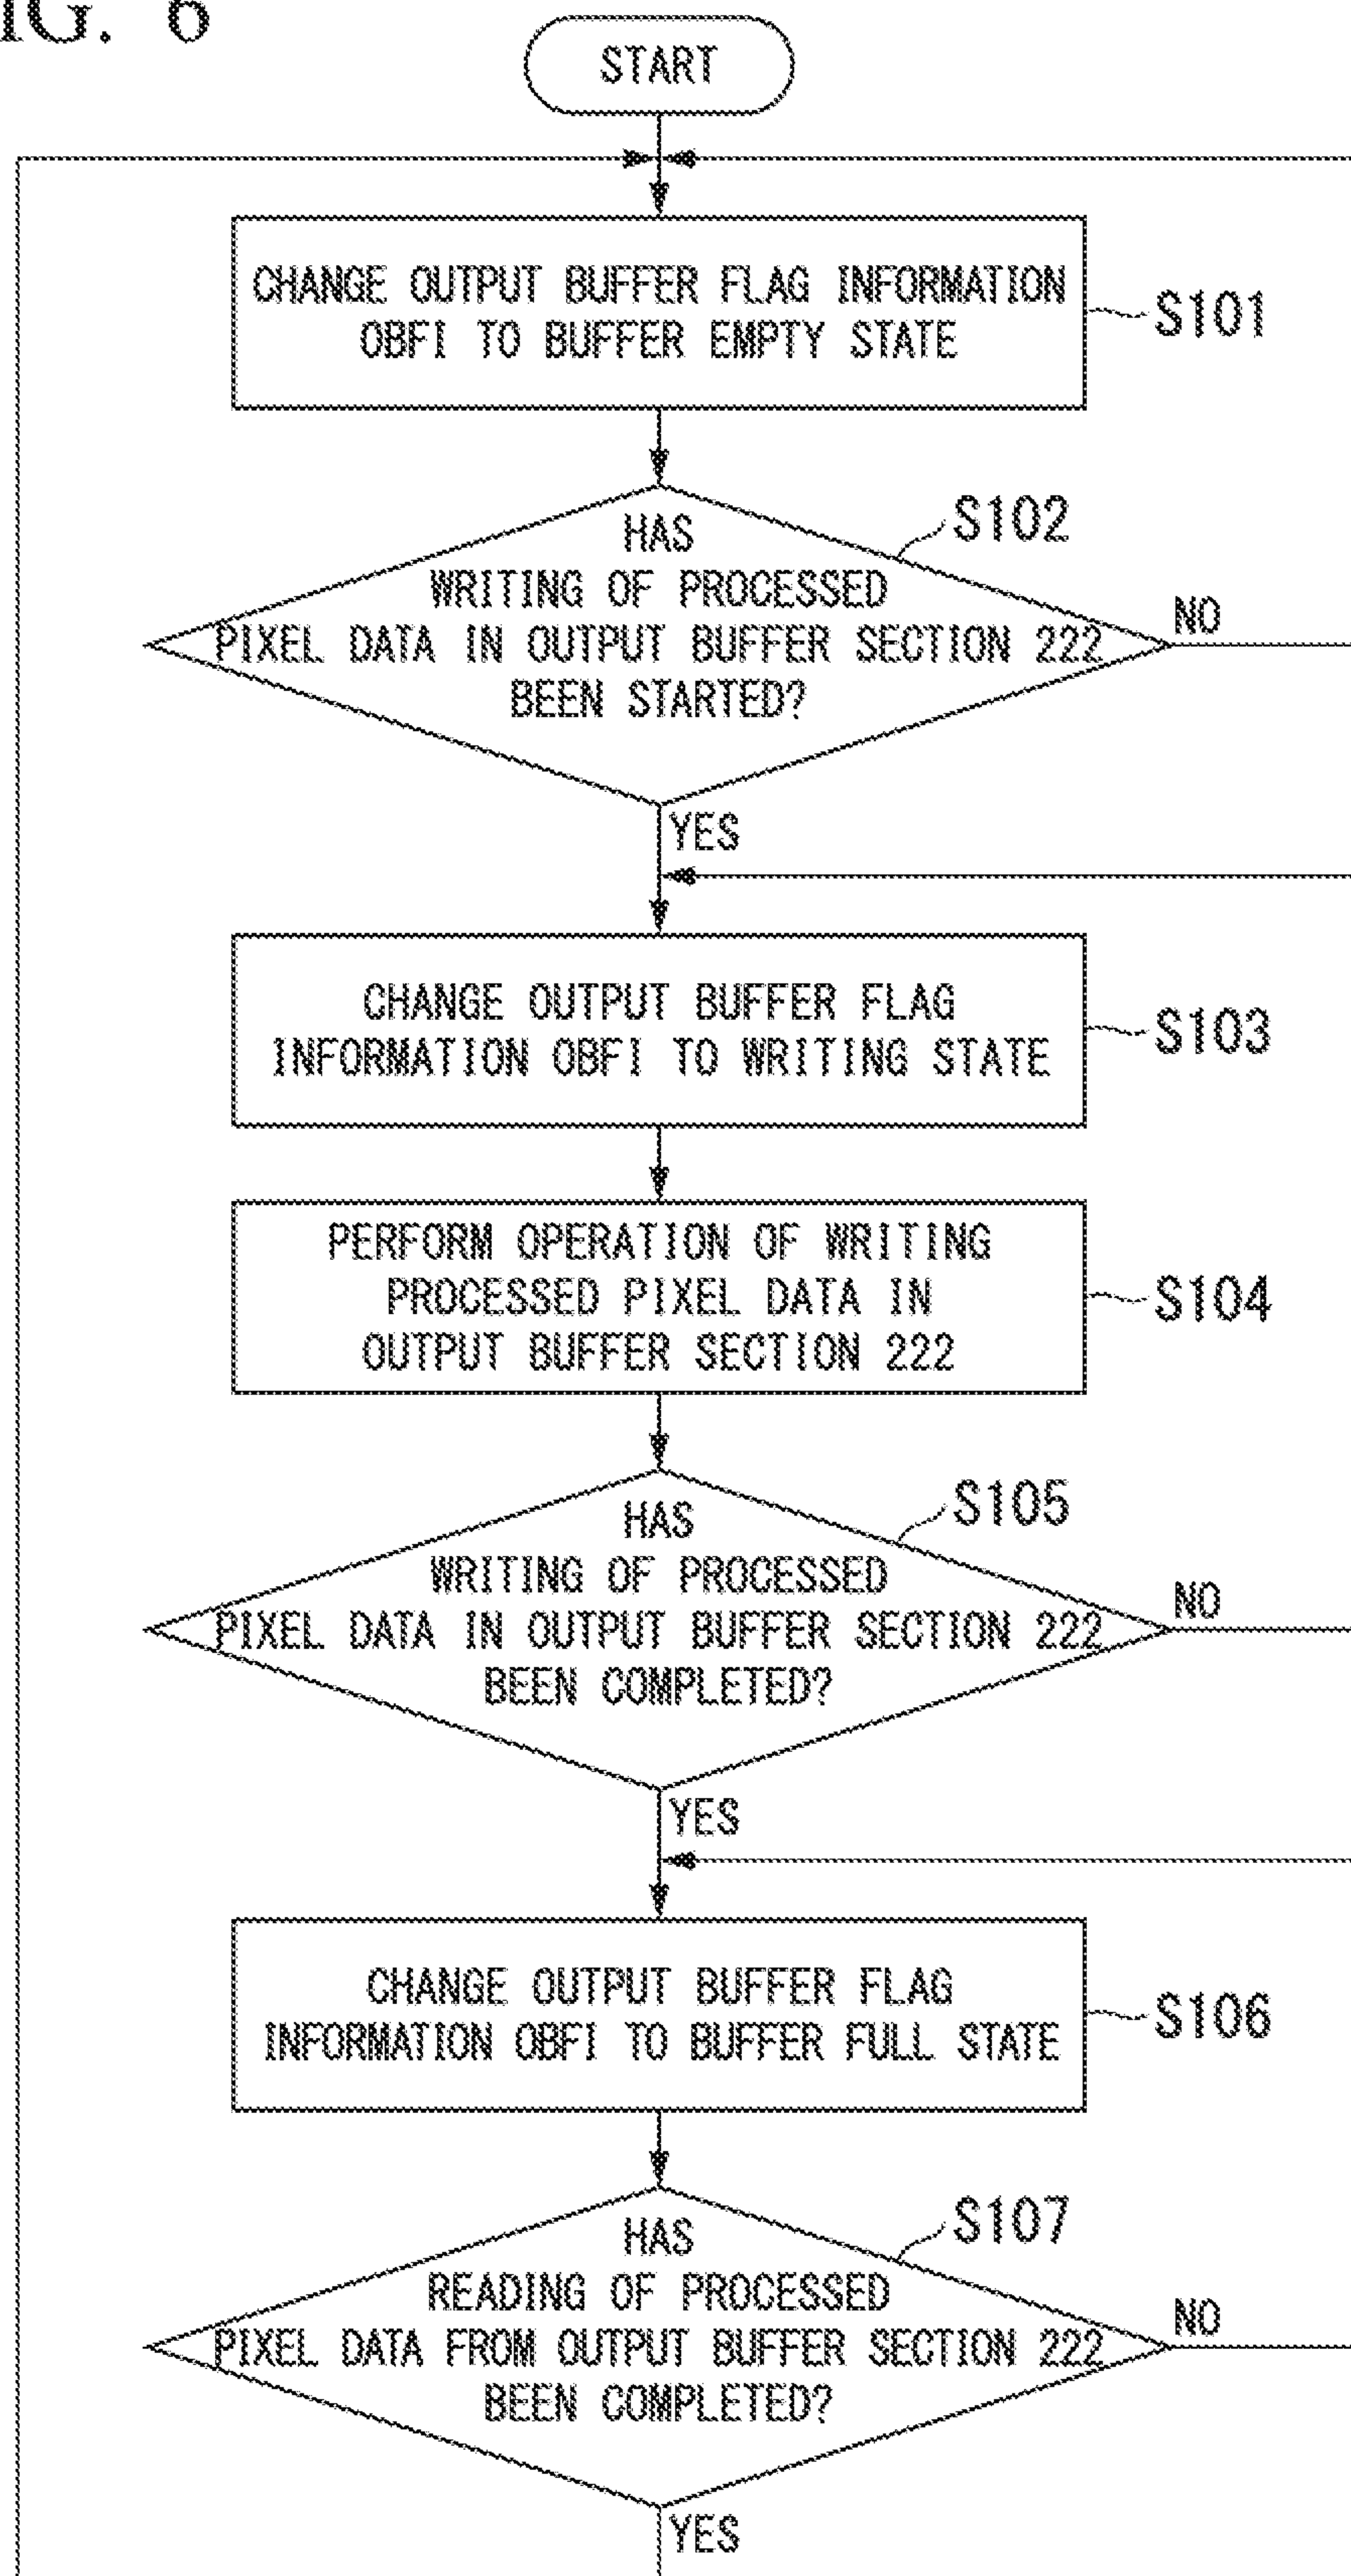 FIG. 6
START
CHANGE OUTPUT BUFFER FLAG INFORMATION
OBFI TO BUFFER EMPTY STATE
S101
S102
HAS
WRITING OF PROCESSED
PIXEL DATA IN OUTPUT BUFFER SECTION 222
BEEN STARTED?
NO
YES
CHANGE OUTPUT BUFFER FLAG
INFORMATION OBFI TO WRITING STATE
S103
PERFORM OPERATION OF WRITING
PROCESSED PIXEL DATA IN
OUTPUT BUFFER SECTION 222
S104
S105
HAS
WRITING OF PROCESSED
PIXEL DATA IN OUTPUT BUFFER SECTION 222
BEEN COMPLETED?
NO
YES
CHANGE OUTPUT BUFFER FLAG
INFORMATION OBFI TO BUFFER FULL STATE
S106
S107
HAS
READING OF PROCESSED
PIXEL DATA FROM OUTPUT BUFFER SECTION 222
BEEN COMPLETED?
NO
YES